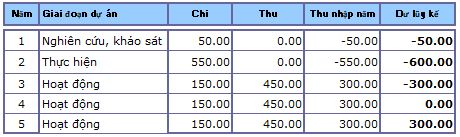 Năm Giai đoạn dự án Chi Thu Thu nhập năm Dư lũy kế
1 Nghiên cứu, khảo sát 50.00 0.00 -50.00 -50.00
2 Thực hiện 550.00 0.00 -550.00 -600.00
3 Hoạt động 150.00 450.00 300.00 -300.00
4 Hoạt động 150.00 450.00 300.00 0.00
5 Hoạt động 150.00 450.00 300.00 300.00